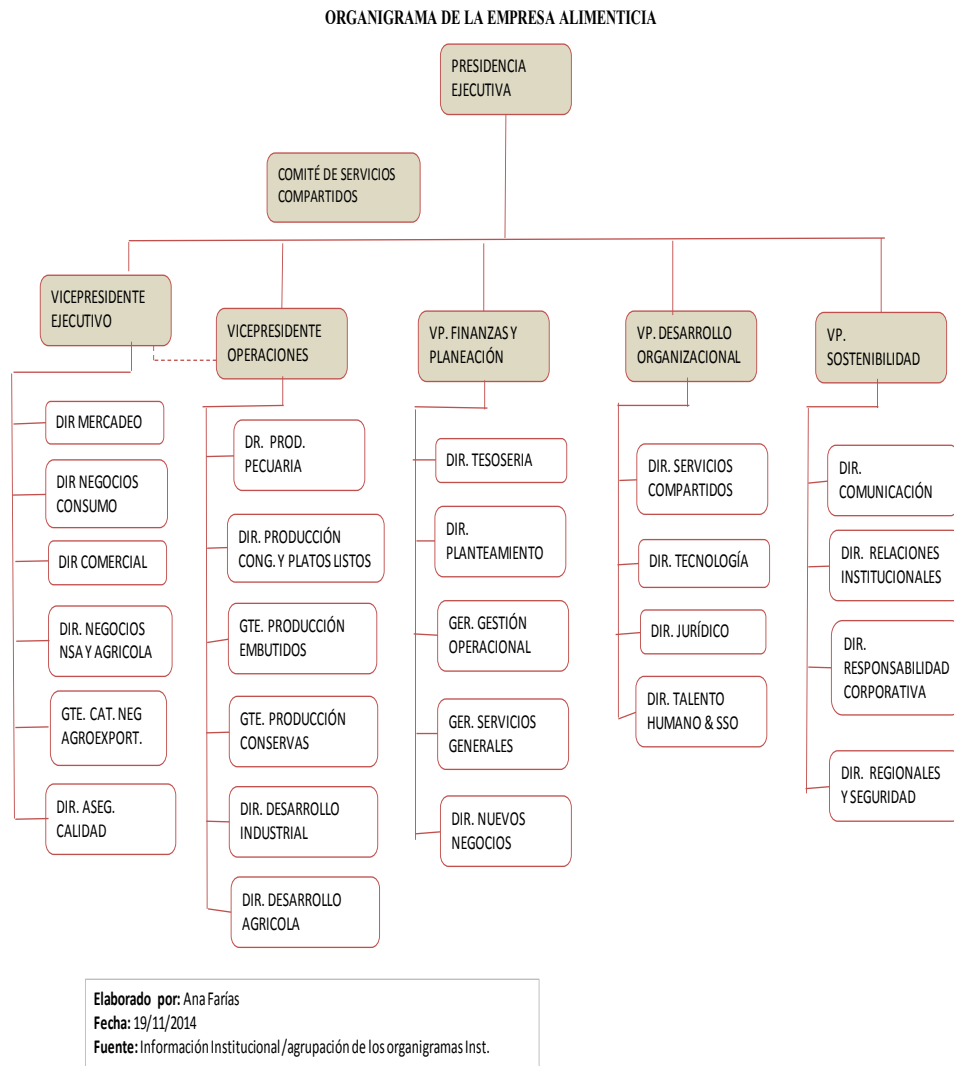 ORGANIGRAMA DE LA EMPRESA ALIMENTICIA
PRESIDENCIA
EJECUTIVA
COMITÉ DE SERVICIOS
COMPARTIDOS
VICEPRESIDENTE
EJECUTIVO
DIR MERCADEO
DIR NEGOCIOS
CONSUMO
DIR COMERCIAL
DIR. NEGOCIOS
NSA Y AGRICOLA
GTE. CAT. NEG
AGROEXPORT.
DIR. ASEG.
CALIDAD
VICEPRESIDENTE
OPERACIONES
DR. PROD.
PECUARIA
DIR. PRODUCCIÓN
CONG. Y PLATOS LISTOS
GTE. PRODUCCIÓN
EMBUTIDOS
GTE. PRODUCCIÓN
CONSERVAS
DIR. DESARROLLO
INDUSTRIAL
DIR. DESARROLLO
AGRICOLA
VP. FINANZAS Y
PLANEACIÓN
DIR. TESOSERIA
DIR.
PLANTEAMIENTO
GER. GESTIÓN
OPERACIONAL
GER. SERVICIOS
GENERALES
DIR. NUEVOS
NEGOCIOS
VP. DESARROLLO
ORGANIZACIONAL
DIR. SERVICIOS
COMPARTIDOS
DIR. TECNOLOGÍA
DIR. JURÍDICO
DIR. TALENTO
HUMANO & SSO
VP.
SOSTENIBILIDAD
DIR.
COMUNICACIÓN
DIR. RELACIONES
INSTITUCIONALES
DIR.
RESPONSABILIDAD
CORPORATIVA
DIR. REGIONALES
Y SEGURIDAD
Elaborado por: Ana Farías
Fecha: 19/11/2014
Fuente: Información Institucional/agrupación de los organigramas Inst.